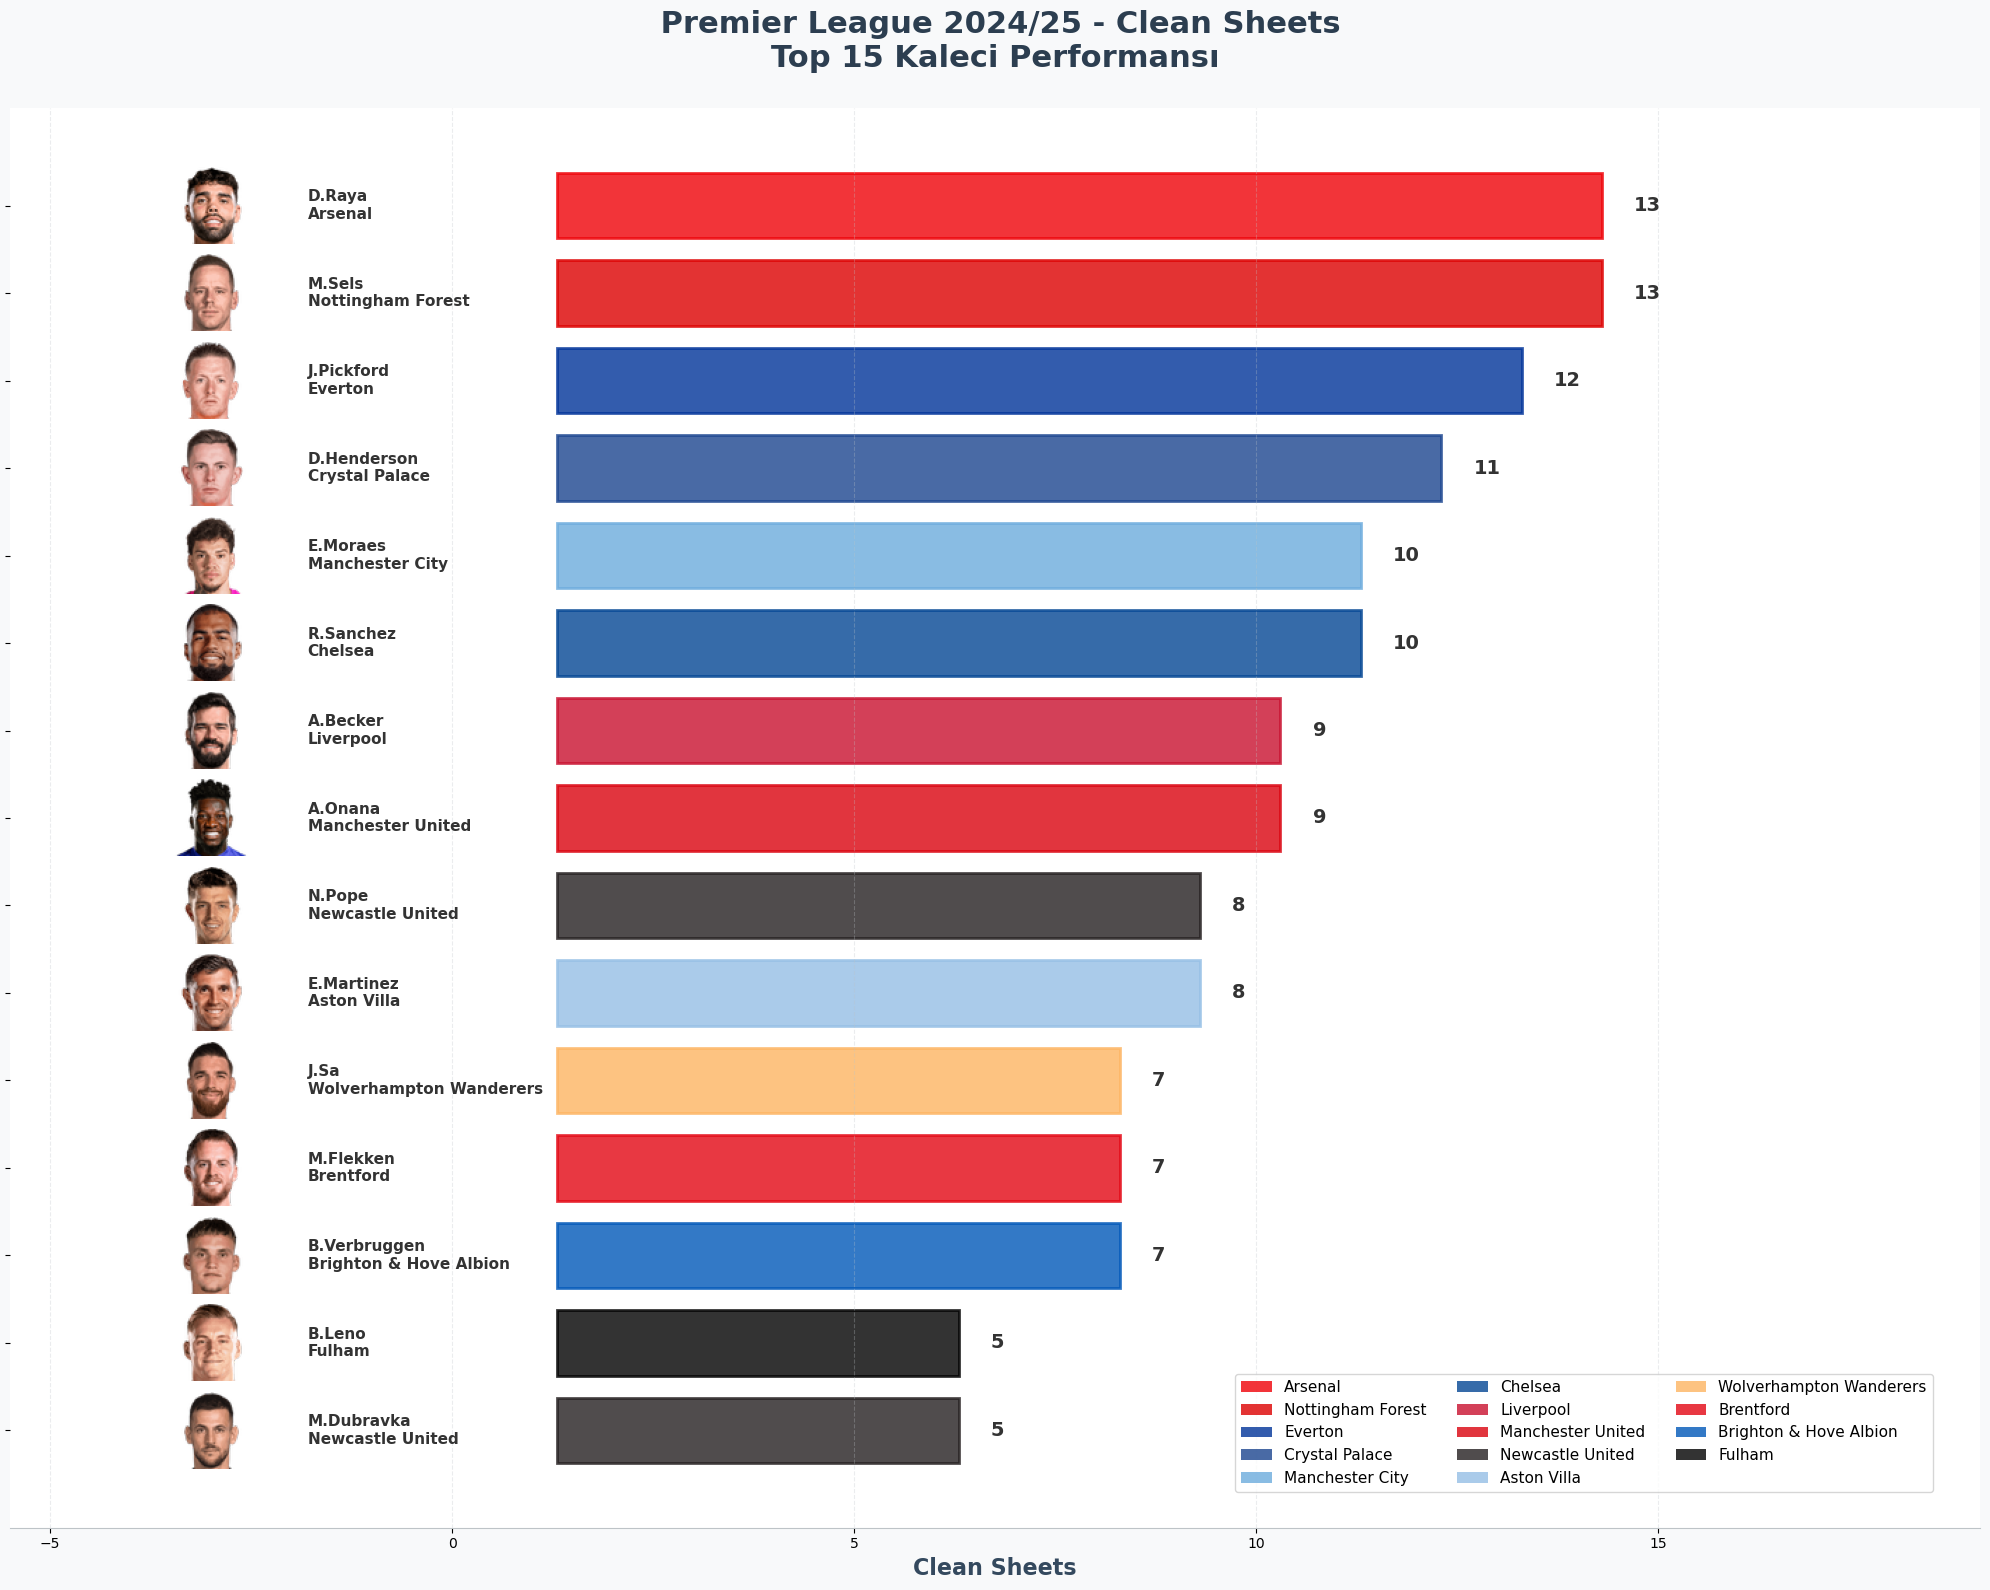 Premier League 2024/25 - Clean Sheets
Top 15 Kaleci Performansı
D.Raya
Arsenal
13
M.Sels
Nottingham Forest
13
J.Pickford
Everton
12
D.Henderson
Crystal Palace
11
E.Moraes
Manchester City
10
R.Sanchez
Chelsea
10
A.Becker
Liverpool
9
A.Onana
Manchester United
9
N.Pope
Newcastle United
8
E.Martinez
Aston Villa
8
J.Sa
Wolverhampton Wanderers
7
M.Flekken
Brentford
7
B.Verbruggen
Brighton & Hove Albion
7
B.Leno
Fulham
5
M.Dubravka
Newcastle United
5
Arsenal
Nottingham Forest
Everton
Crystal Palace
Manchester City
Chelsea
Liverpool
Manchester United
Newcastle United
Aston Villa
Wolverhampton Wanderers
Brentford
Brighton & Hove Albion
Fulham
−5 0 5 10 15
Clean Sheets